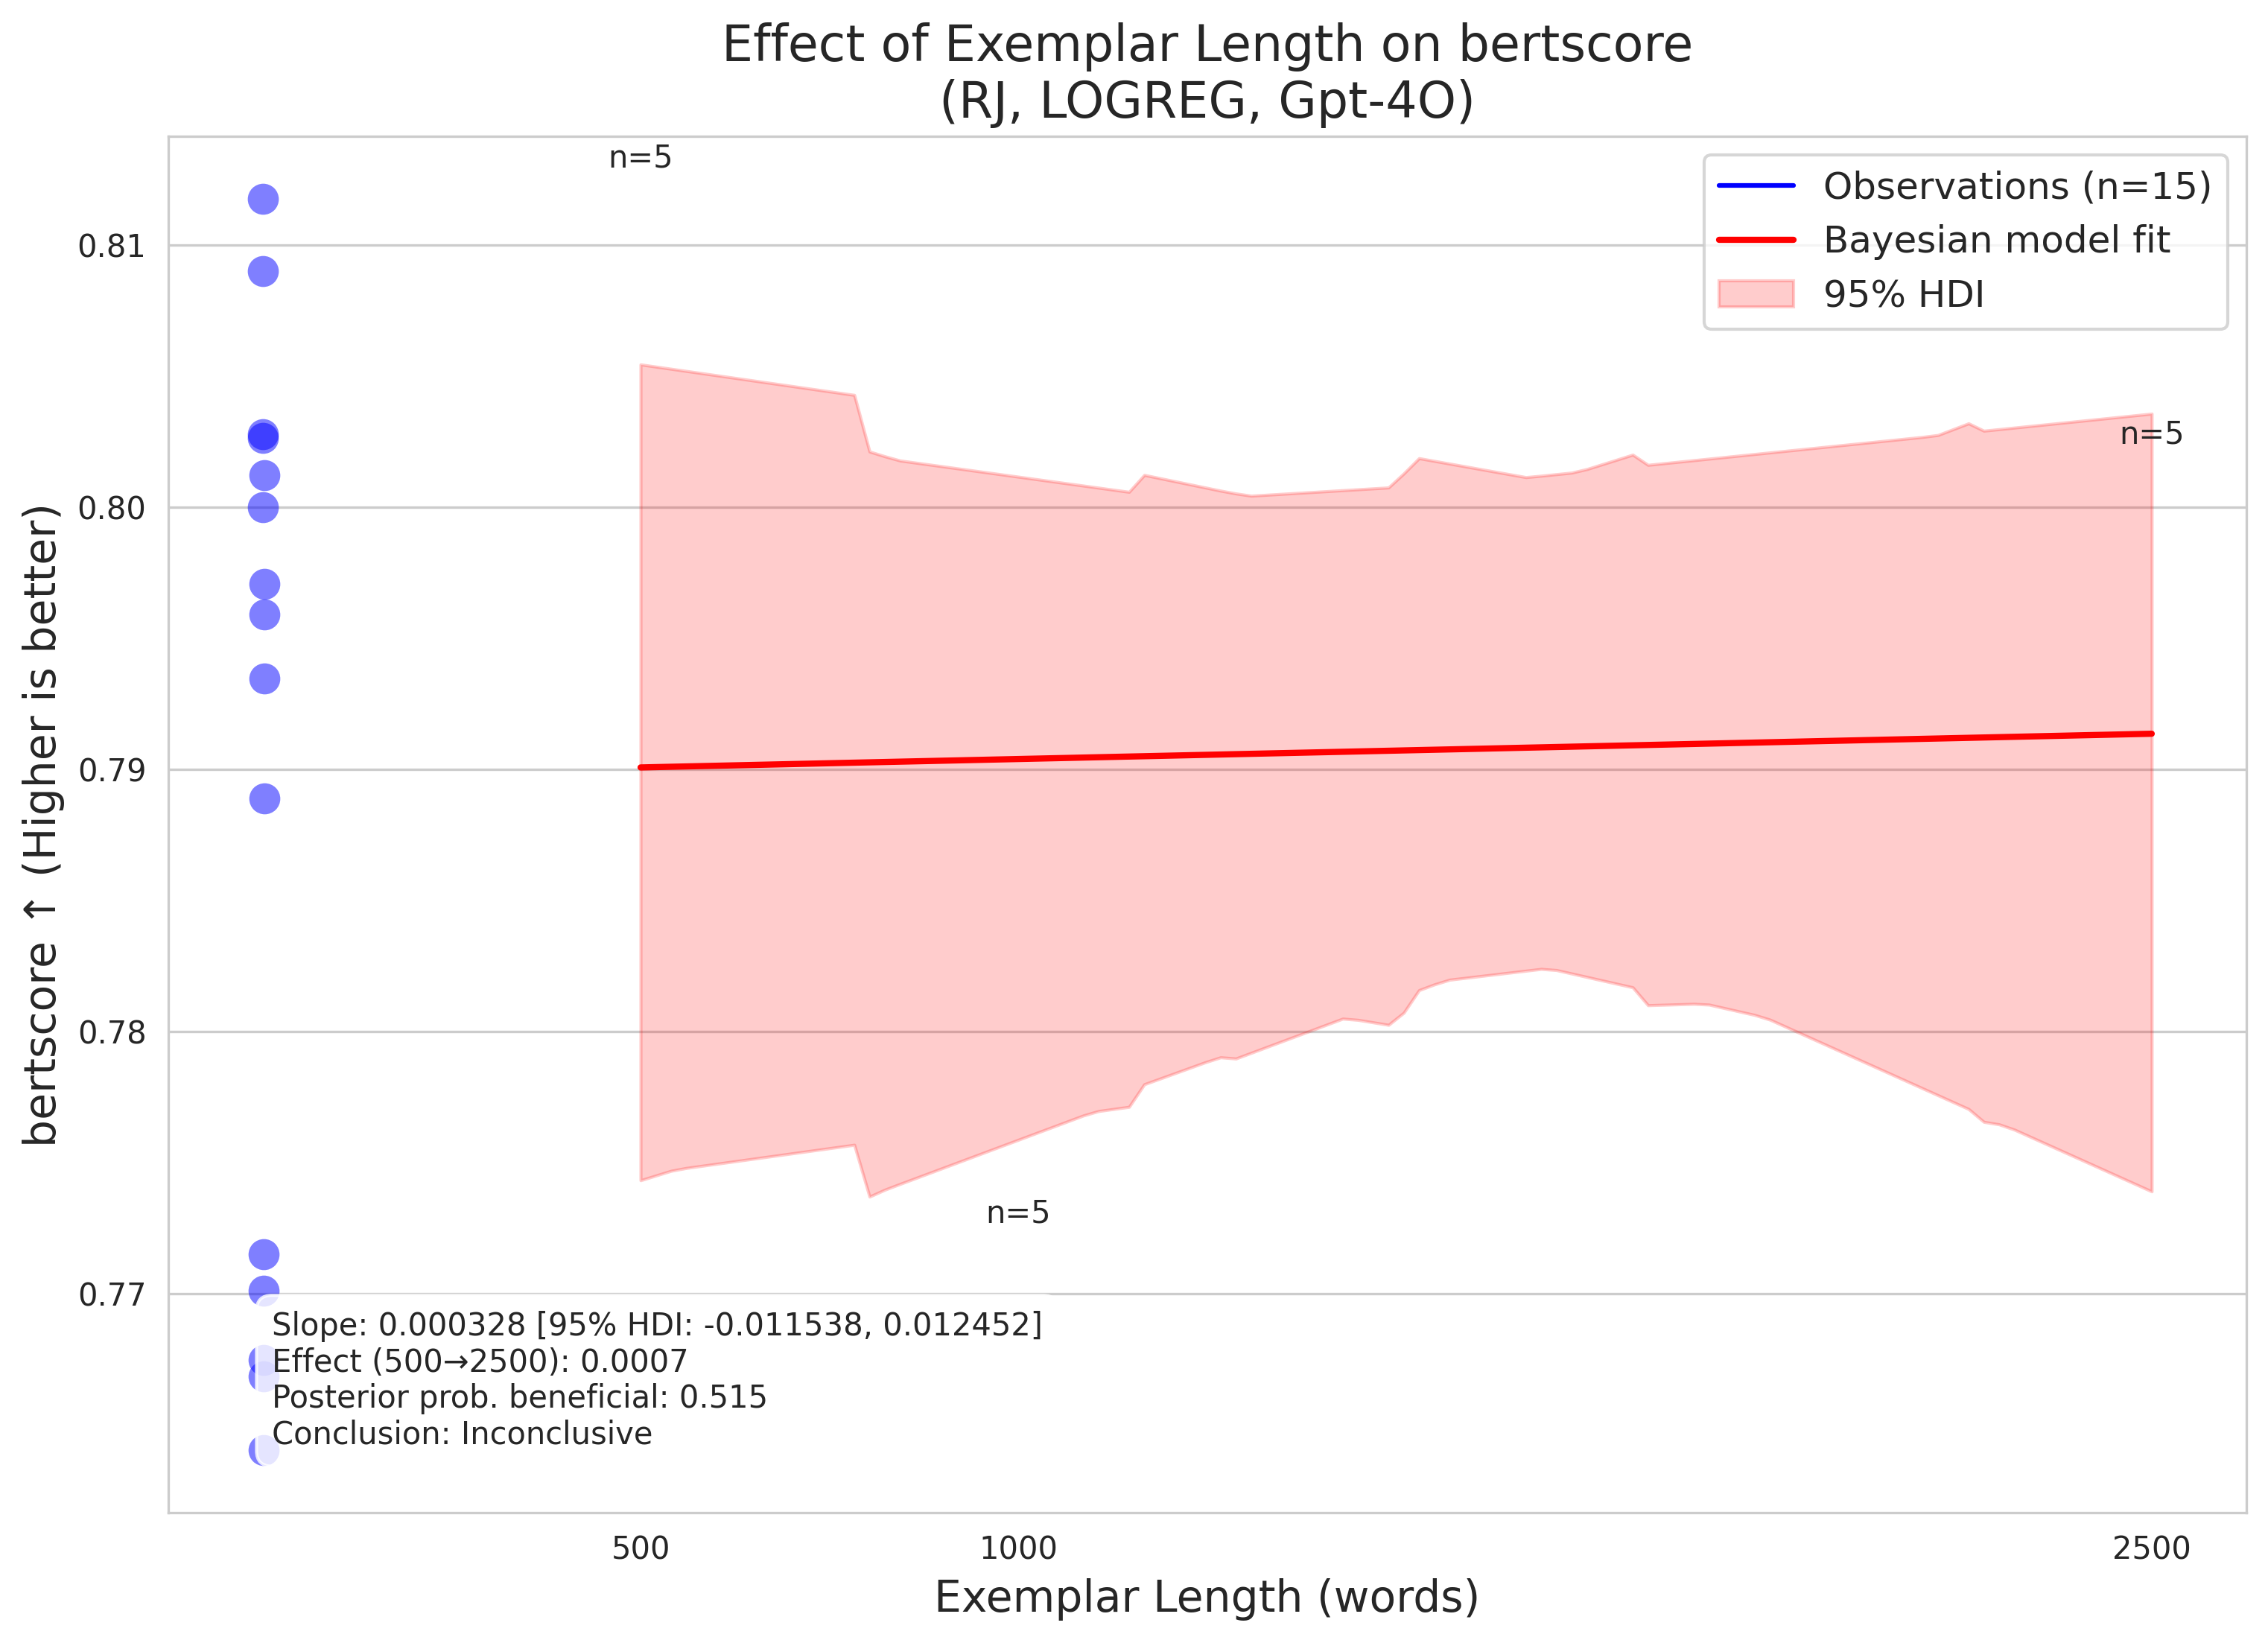 Effect of Exemplar Length on bertscore
(RJ, LOGREG, Gpt-4O)
n=5
Observations (n=15)
Bayesian model fit
95% HDI
0.81
n=5
0.80
0.79
0.78
n=5
0.77
bertscore ↑ (Higher is better)
Slope: 0.000328 [95% HDI: -0.011538, 0.012452]
Effect (500→2500): 0.0007
Posterior prob. beneficial: 0.515
Conclusion: Inconclusive
500 1000 2500
Exemplar Length (words)